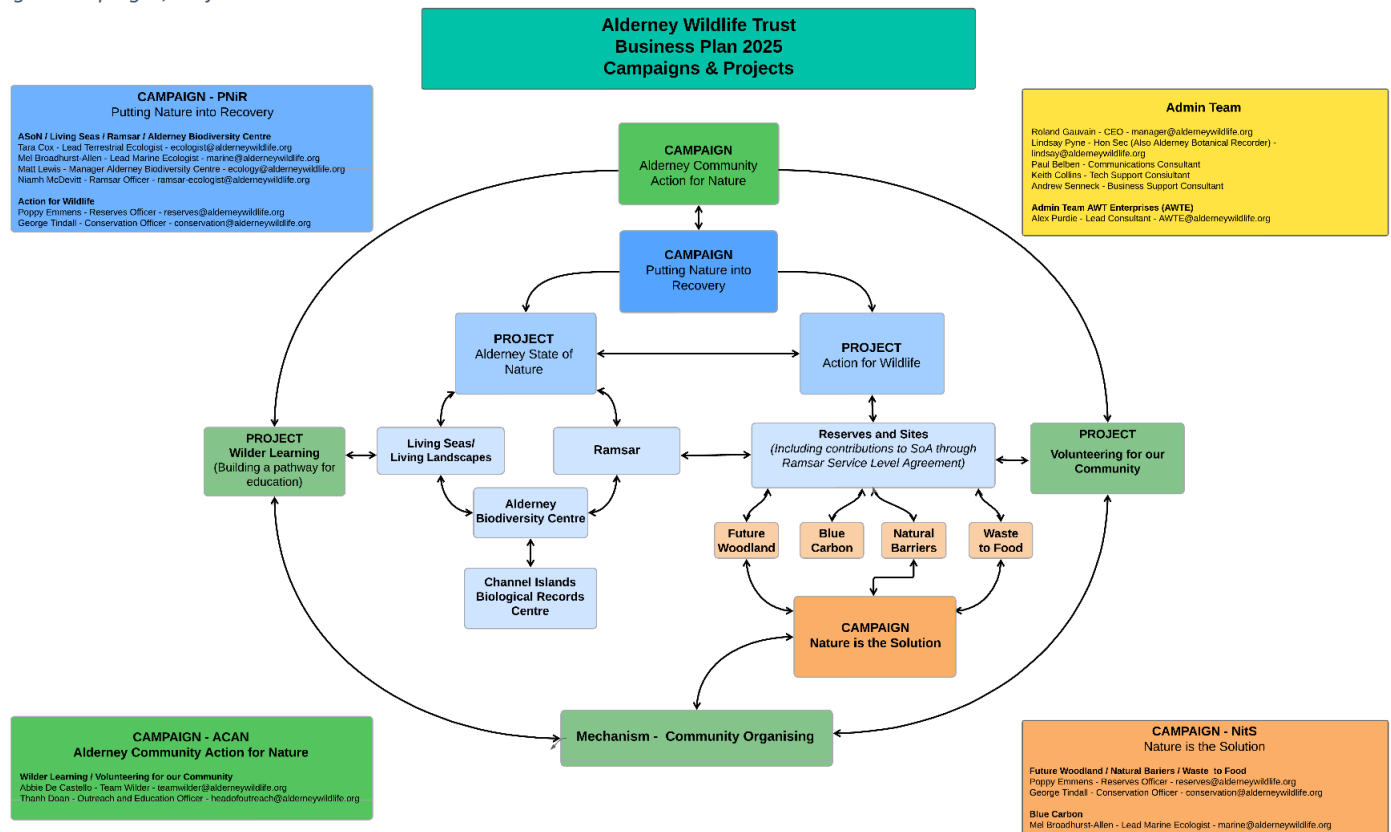 Alderney Wildlife Trust
Business Plan 2025
Campaigns & Projects
CAMPAIGN - PNiR
Putting Nature into Recovery
ASoN / Living Seas / Ramsar / Alderney Biodiversity Centre
Tara Cox - Lead Terrestrial Ecologist - ecologist@alderneywildlife.org
Mel Broadhurst-Allen - Lead Marine Ecologist - marine@alderneywildlife.org
Matt Lewis - Manager Alderney Biodiversity Centre - ecology@alderneywildlife.org
Niamh McDevitt - Ramsar Officer - ramsar-ecologist@alderneywildlife.org
Action for Wildlife
Poppy Emmens - Reserves Officer - reserves@alderneywildlife.org
George Tindall - Conservation Officer - conservation@alderneywildlife.org
Admin Team
Roland Gauvain - CEO - manager@alderneywildlife.org
Lindsay Pyne - Hon Sec (Also Alderney Botanical Recorder) -
lindsay@alderneywildlife.org
Paul Belben - Communications Consultant
Keith Collins - Tech Support Consultant
Andrew Senneck - Business Support Consultant
Admin Team AWT Enterprises (AWTE)
Alex Purdie - Lead Consultant - AWTE@alderneywildlife.org
CAMPAIGN
Alderney Community
Action for Nature
CAMPAIGN
Putting Nature into
Recovery
PROJECT
Alderney State of
Nature
PROJECT
Action for Wildlife
PROJECT
Wilder Learning
(Building a pathway for
education)
Living Seas/
Living Landscapes
Ramsar
Reserves and Sites
(Including contributions to SoA through
Ramsar Service Level Agreement)
PROJECT
Volunteering for our
Community
Alderney
Biodiversity Centre
Future
Woodland
Blue
Carbon
Natural
Barriers
Waste
to Food
Channel Islands
Biological Records
Centre
CAMPAIGN
Nature is the Solution
Mechanism - Community Organising
CAMPAIGN - ACAN
Alderney Community Action for Nature
Wilder Learning / Volunteering for our Community
Abbie De Castello - Team Wilder - teamwilder@alderneywildlife.org
Thanh Doan - Outreach and Education Officer - headofoutreach@alderneywildlife.org
CAMPAIGN - NitS
Nature is the Solution
Future Woodland / Natural Bariers / Waste to Food
Poppy Emmens - Reserves Officer - reserves@alderneywildlife.org
George Tindall - Conservation Officer - conservation@alderneywildlife.org
Blue Carbon
Mel Broadhurst-Allen - Lead Marine Ecologist - marine@alderneywildlife.org